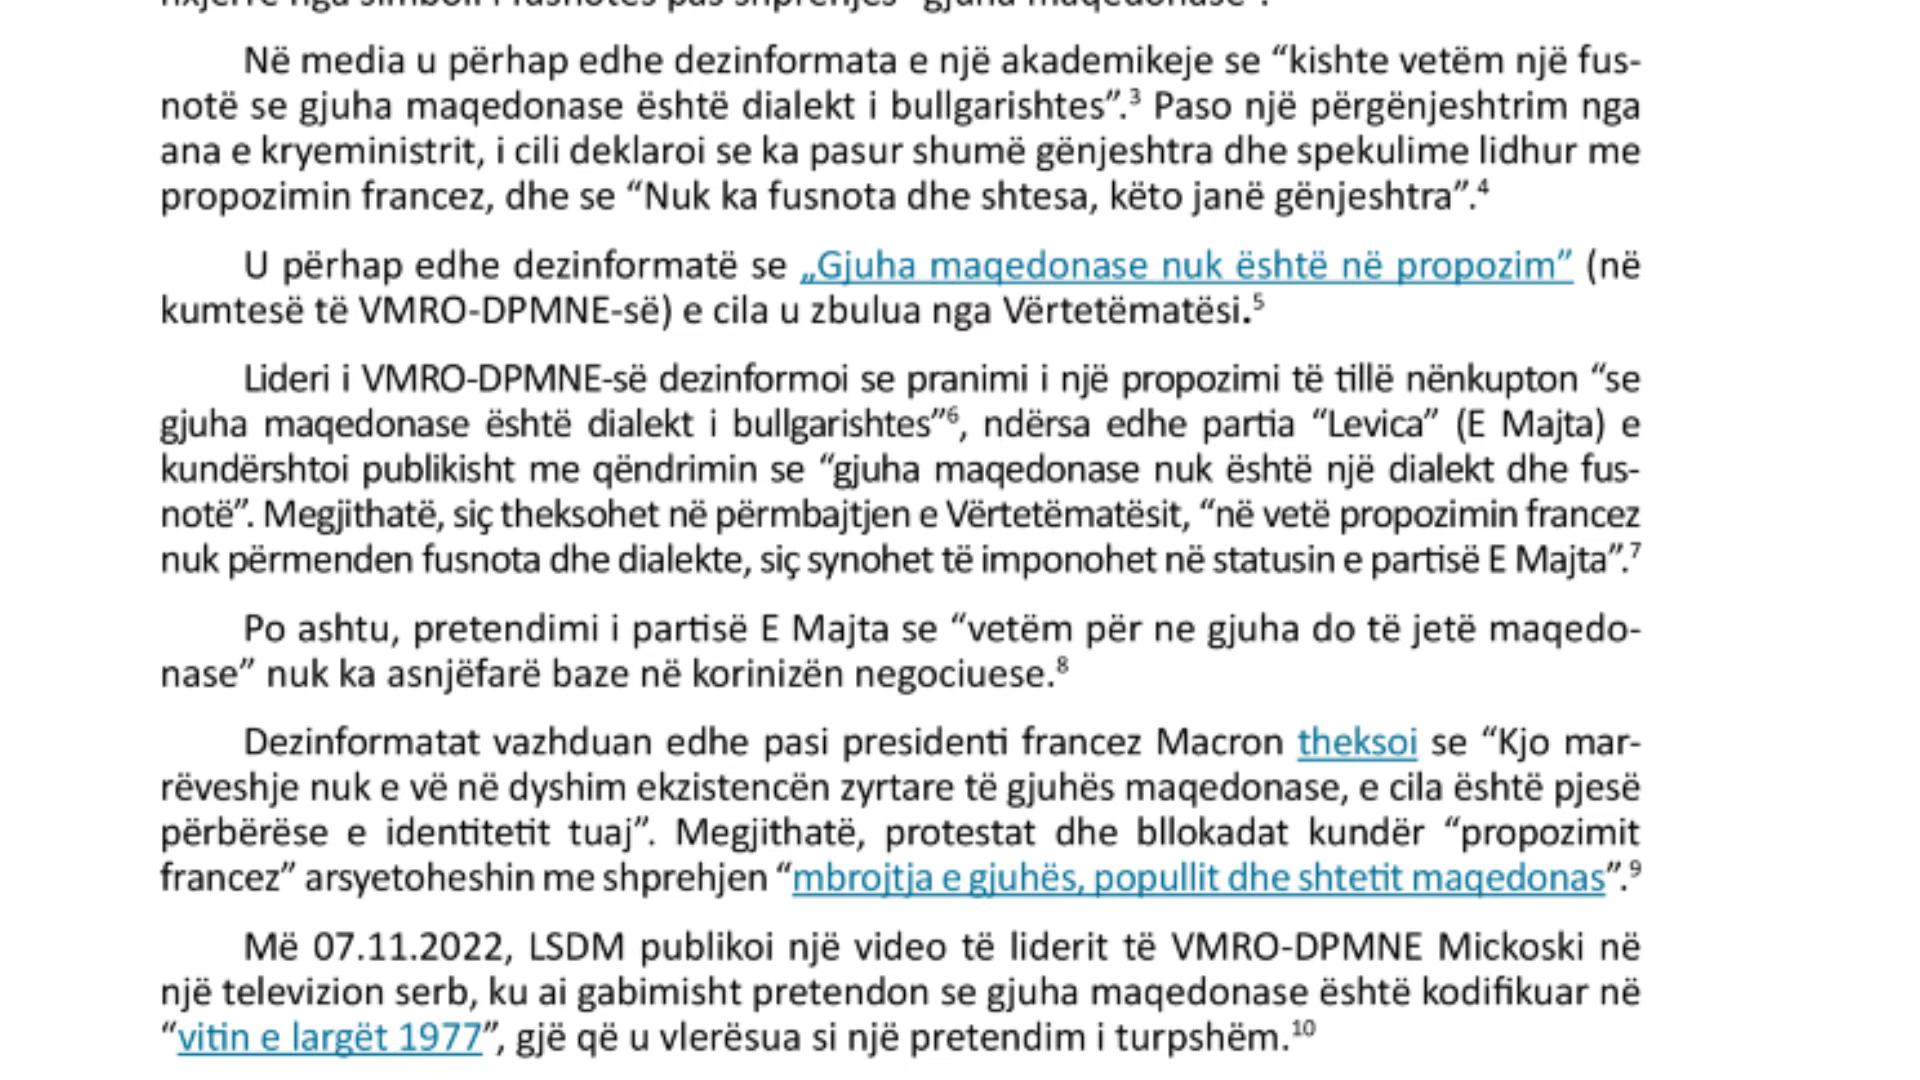 Në media u përhap edhe dezinformata e një akademikeje se “kishte vetëm një fus-
notë se gjuha maqedonase është dialekt i bullgarishtes”.³ Paso një përgënjeshtrim nga
ana e kryeministrit, i cili deklaroi se ka pasur shumë gënjeshtra dhe spekulime lidhur me
propozimin francez, dhe se “Nuk ka fusnota dhe shtesa, këto janë gënjeshtra”.⁴
U përhap edhe dezinformatë se „Gjuha maqedonase nuk është në propozim” (në
kumtesë të VMRO-DPMNE-së) e cila u zbulua nga Vërtetëmatësi.⁵
Lideri i VMRO-DPMNE-së dezinformoi se pranimi i një propozimi të tillë nënkupton “se
gjuha maqedonase është dialekt i bullgarishtes”⁶, ndërsa edhe partia “Levica” (E Majta) e
kundërshtoi publikisht me qëndrimin se “gjuha maqedonase nuk është një dialekt dhe fus-
notë”. Megjithatë, siç theksohet në përmbajtjen e Vërtetëmatësit, “në vetë propozimin francez
nuk përmenden fusnota dhe dialekte, siç synohet të imponohet në statusin e partisë E Majta”.⁷
Po ashtu, pretendimi i partisë E Majta se “vetëm për ne gjuha do të jetë maqedo-
nase” nuk ka asnjëfarë baze në korinizën negociuese.⁸
Dezinformatat vazhduan edhe pasi presidenti francez Macron theksoi se “Kjo mar-
rëveshje nuk e vë në dyshim ekzistencën zyrtare të gjuhës maqedonase, e cila është pjesë
përbërëse e identitetit tuaj”. Megjithatë, protestat dhe bllokadat kundër “propozimit
francez” arsyetoheshin me shprehjen “mbrojtja e gjuhës, popullit dhe shtetit maqedonas”.⁹
Më 07.11.2022, LSDM publikoi një video të liderit të VMRO-DPMNE Mickoski në
një televizion serb, ku ai gabimisht pretendon se gjuha maqedonase është kodifikuar në
“vitin e largët 1977”, gjë që u vlerësua si një pretendim i turpshëm.¹⁰